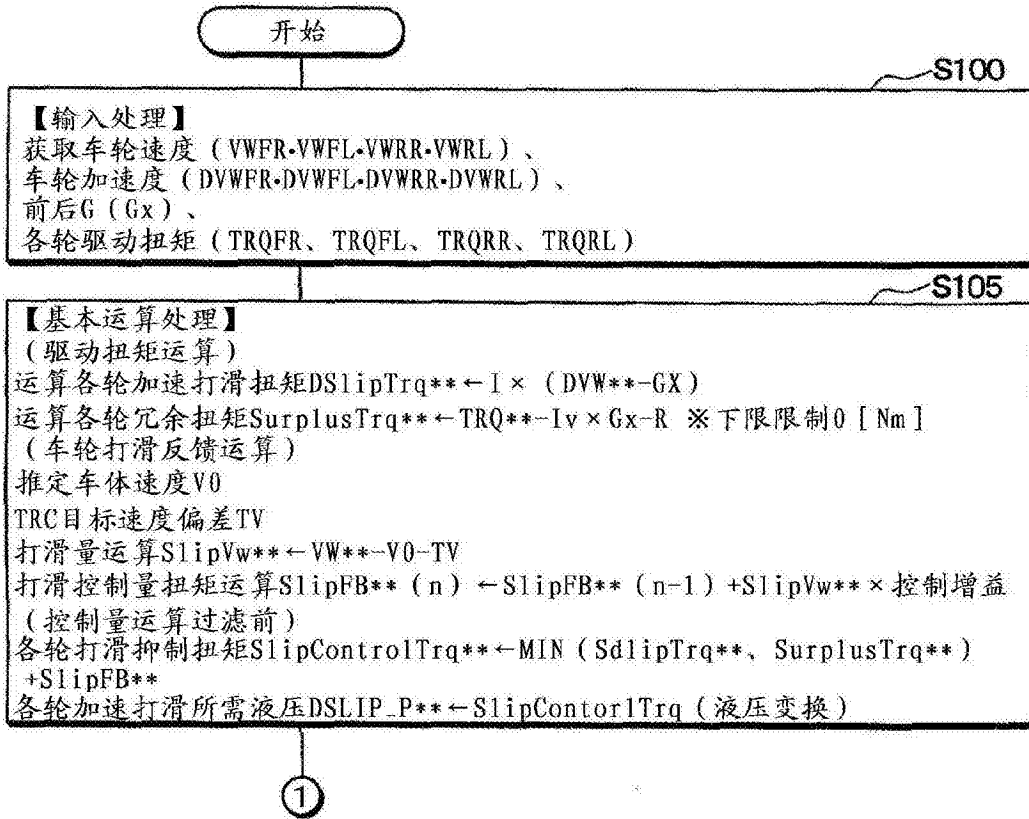 开始
S100
【输入处理】
获取车轮速度（VWFR·VWFL·VWRR·VWRL）、
车轮加速度（DVWFR·DVWFL·DVWRR·DVWRL）、
前后G（Gx）、
各轮驱动扭矩（TRQFR、TRQFL、TRQRR、TRQRL）
S105
【基本运算处理】
（驱动扭矩运算）
运算各轮加速打滑扭矩DSlipTrq**←I×（DVW**-GX）
运算各轮冗余扭矩SurplusTrq**←TRQ**-Iv×Gx-R ※下限限制0［Nm］
（车轮打滑反馈运算）
推定车体速度V0
TRC目标速度偏差TV
打滑量运算SlipVw**←VW**-V0-TV
打滑控制量扭矩运算SlipFB**（n）←SlipFB**（n-1）+SlipVw**×控制增益
（控制量运算过滤前）
各轮打滑抑制扭矩SlipControlTrq**←MIN（SdlipTrq**、SurplusTrq**）
+SlipFB**
各轮加速打滑所需液压DSLIP_P**←SlipContorlTrq（液压变换）
1